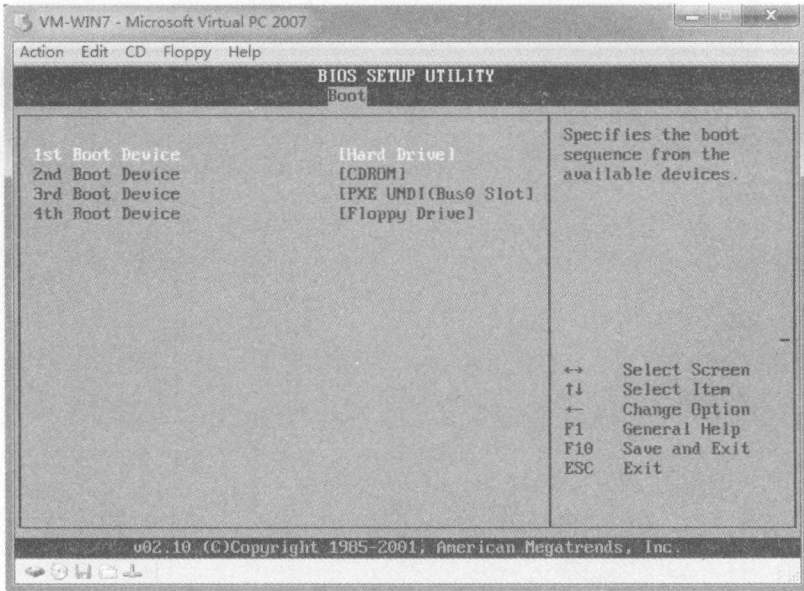 VM-WIN7 - Microsoft Virtual PC 2007
Action Edit CD Floppy Help
BIOS SETUP UTILITY
Boot
1st Boot Device [Hard Drive]
2nd Boot Device [CDROM]
3rd Boot Device [PXE UNDI(Bus0 Slot]
4th Boot Device [Floppy Drive]
Specifies the boot
sequence from the
available devices.
↔ Select Screen
↑↓ Select Item
← Change Option
F1 General Help
F10 Save and Exit
ESC Exit
v02.10 (C)Copyright 1985-2001, American Megatrends, Inc.